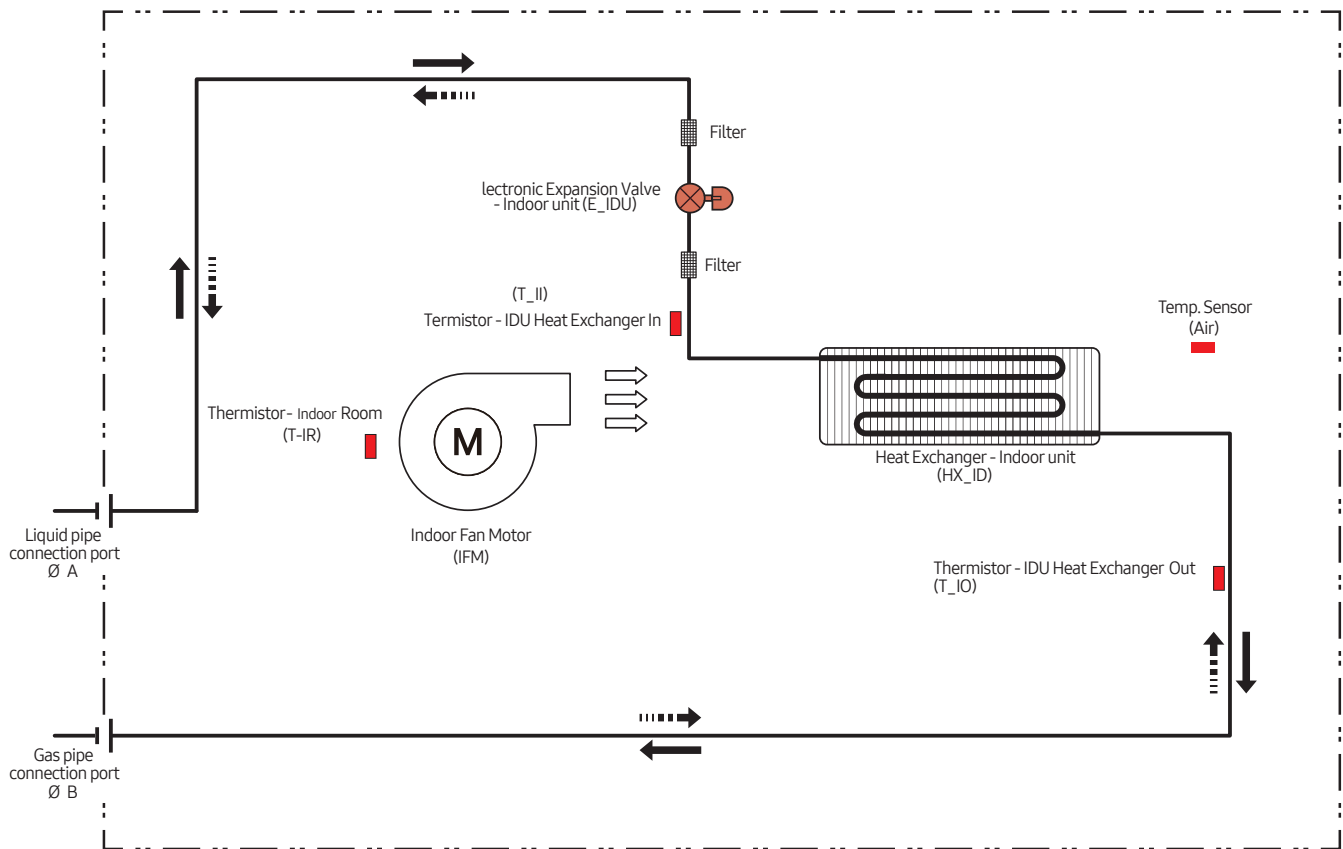 Filter
lectronic Expansion Valve
- Indoor unit (E_IDU)
Filter
(T_II)
Termistor - IDU Heat Exchanger In
Temp. Sensor
(Air)
Thermistor- Indoor Room
(T-IR)
M
Heat Exchanger - Indoor unit
(HX_ID)
Indoor Fan Motor
(IFM)
Liquid pipe
connection port
Ø A
Thermistor - IDU Heat Exchanger Out
(T_IO)
Gas pipe
connection port
Ø B